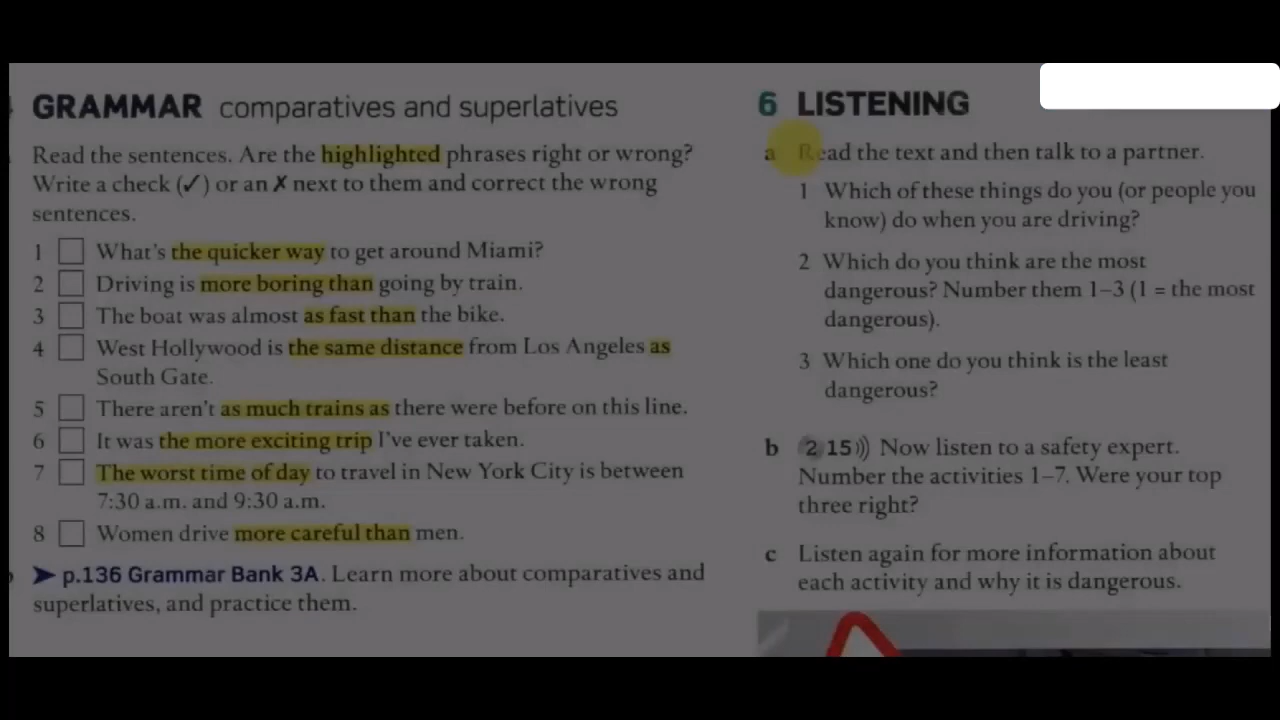 GRAMMAR comparatives and superlatives
Read the sentences. Are the highlighted phrases right or wrong?
Write a check (✓) or an ✗ next to them and correct the wrong
sentences.
1 What's the quicker way to get around Miami?
2 Driving is more boring than going by train.
3 The boat was almost as fast than the bike.
4 West Hollywood is the same distance from Los Angeles as
South Gate.
5 There aren't as much trains as there were before on this line.
6 It was the more exciting trip I've ever taken.
7 The worst time of day to travel in New York City is between
7:30 a.m. and 9:30 a.m.
8 Women drive more careful than men.
➤ p.136 Grammar Bank 3A. Learn more about comparatives and
superlatives, and practice them.
6 LISTENING
a Read the text and then talk to a partner.
1 Which of these things do you (or people you
know) do when you are driving?
2 Which do you think are the most
dangerous? Number them 1–3 (1 = the most
dangerous).
3 Which one do you think is the least
dangerous?
b 2 15))) Now listen to a safety expert.
Number the activities 1–7. Were your top
three right?
c Listen again for more information about
each activity and why it is dangerous.